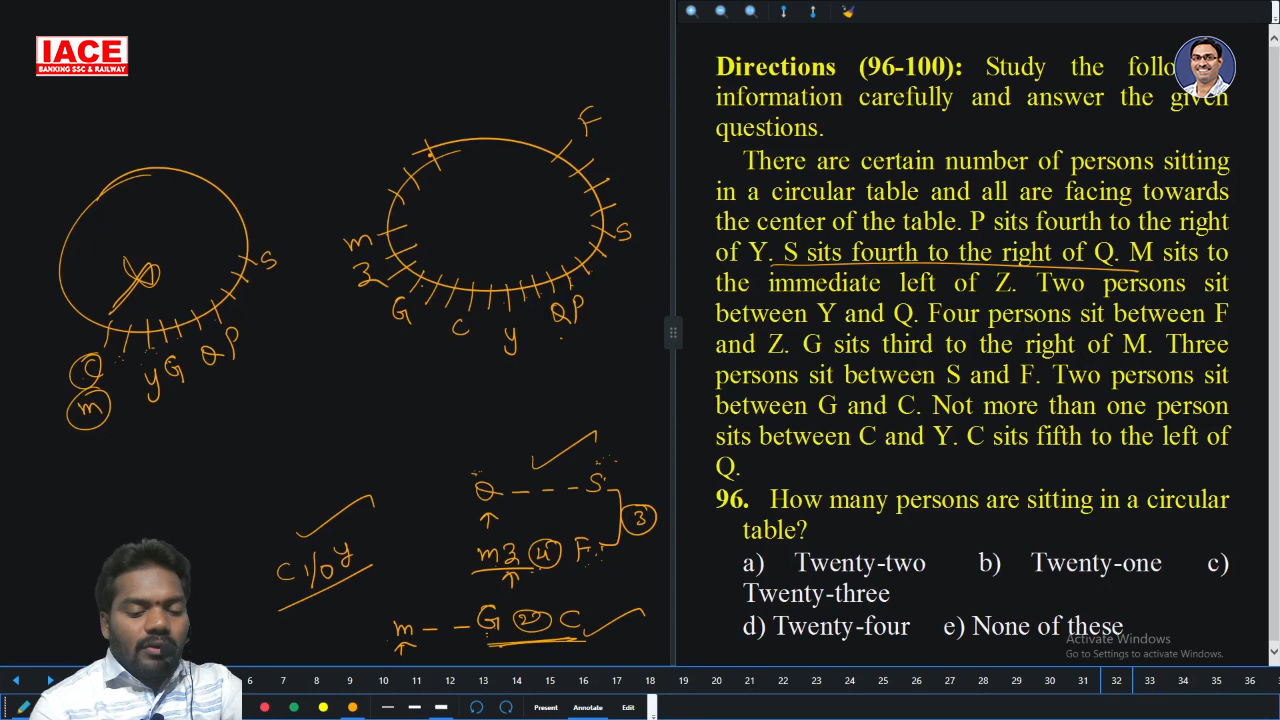 IACE
BANKING SSC & RAILWAY
F
S
m
Z
G
C
y
Q P
S
P
Q
G
y
C
m
Q _ _ _ S
3
m Z 4 F
C 1/0 y
m _ _ G 2 C
Directions (96-100): Study the follo
information carefully and answer the given
questions.
There are certain number of persons sitting
in a circular table and all are facing towards
the center of the table. P sits fourth to the right
of Y. S sits fourth to the right of Q. M sits to
the immediate left of Z. Two persons sit
between Y and Q. Four persons sit between F
and Z. G sits third to the right of M. Three
persons sit between S and F. Two persons sit
between G and C. Not more than one person
sits between C and Y. C sits fifth to the left of
Q.
96. How many persons are sitting in a circular
table?
a) Twenty-two b) Twenty-one c)
Twenty-three
d) Twenty-four e) None of these
Activate Windows
Go to Settings to activate Windows.
6 7 8 9 10 11 12 13 14 15 16 17 18 19 20 21 22 23 24 25 26 27 28 29 30 31 32 33 34 35 36
Present Annotate Edit